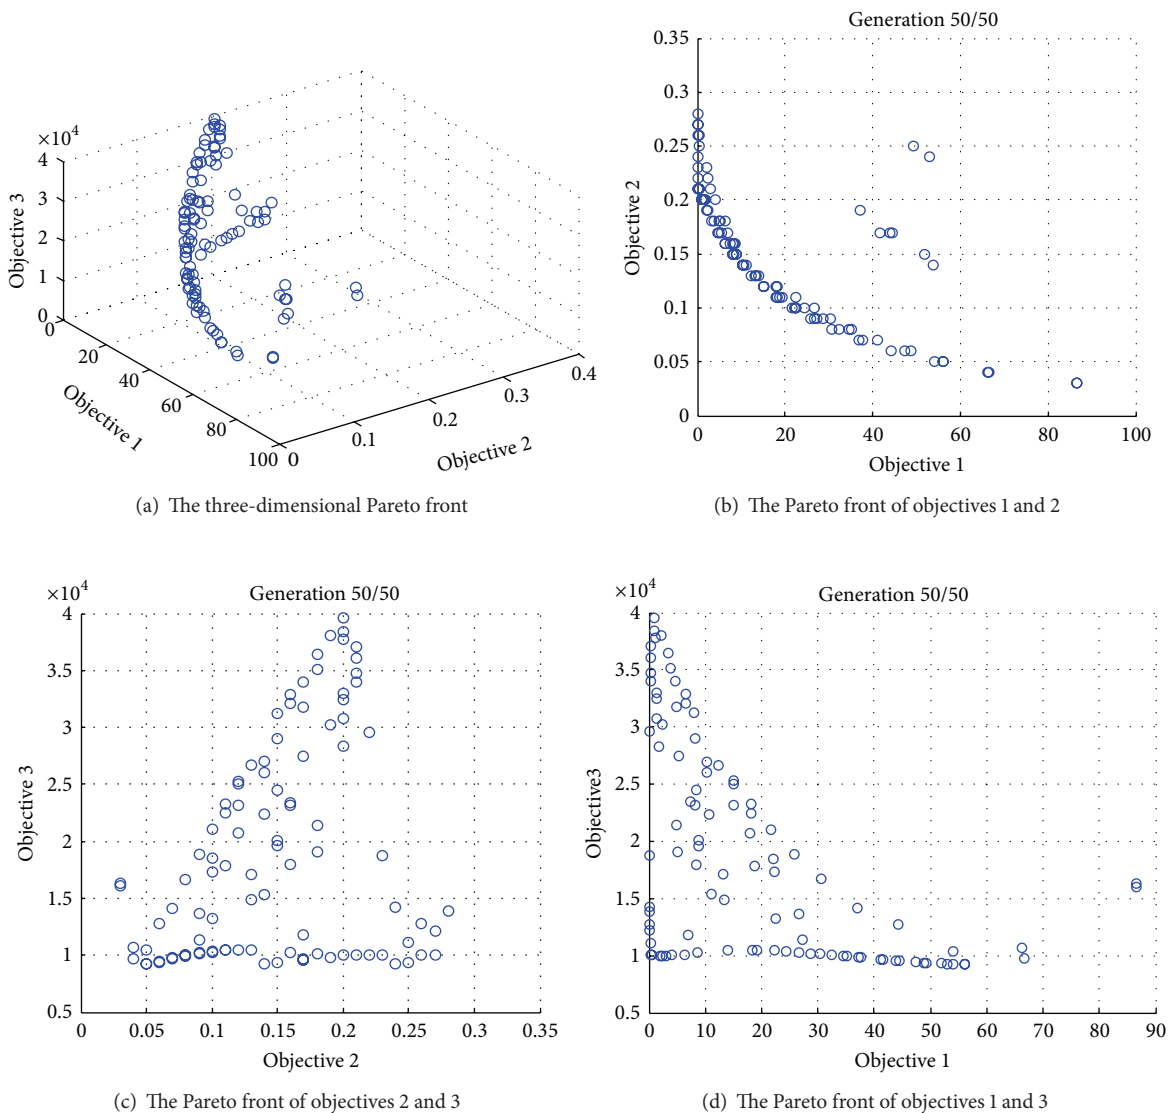 ×10⁴
4
3
2
1
0
Objective 3
0
20
40
60
80
100
Objective 1
0
0.1
0.2
0.3
0.4
Objective 2
(a) The three-dimensional Pareto front
Generation 50/50
0.35
0.3
0.25
0.2
0.15
0.1
0.05
0
Objective 2
0 20 40 60 80 100
Objective 1
(b) The Pareto front of objectives 1 and 2
×10⁴
Generation 50/50
4
3.5
3
2.5
2
1.5
1
0.5
Objective 3
0 0.05 0.1 0.15 0.2 0.25 0.3 0.35
Objective 2
(c) The Pareto front of objectives 2 and 3
×10⁴
Generation 50/50
4
3.5
3
2.5
2
1.5
1
0.5
Objective3
0 10 20 30 40 50 60 70 80 90
Objective 1
(d) The Pareto front of objectives 1 and 3